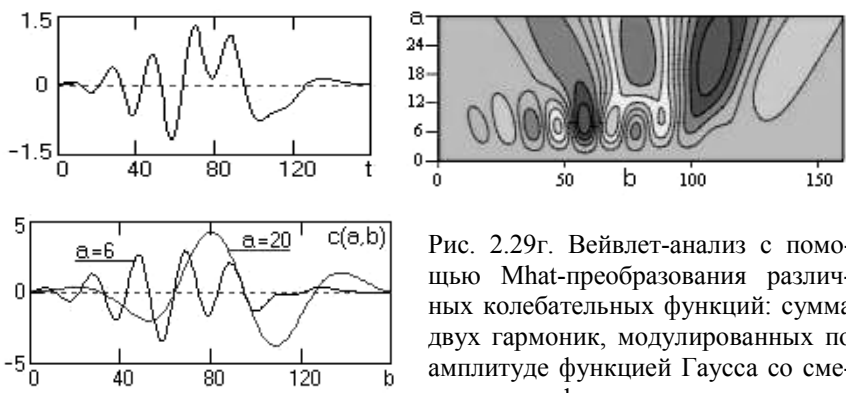 1.5
0
-1.5
0 40 80 120 t
a
24
18
12
6
0
0 50 b 100 150
5
0
-5
a=6
a=20
c(a,b)
0 40 80 120 b
Рис. 2.29г. Вейвлет-анализ с помо-
щью Mhat-преобразования различ-
ных колебательных функций: сумма
двух гармоник, модулированных по
амплитуде функцией Гаусса со сме-